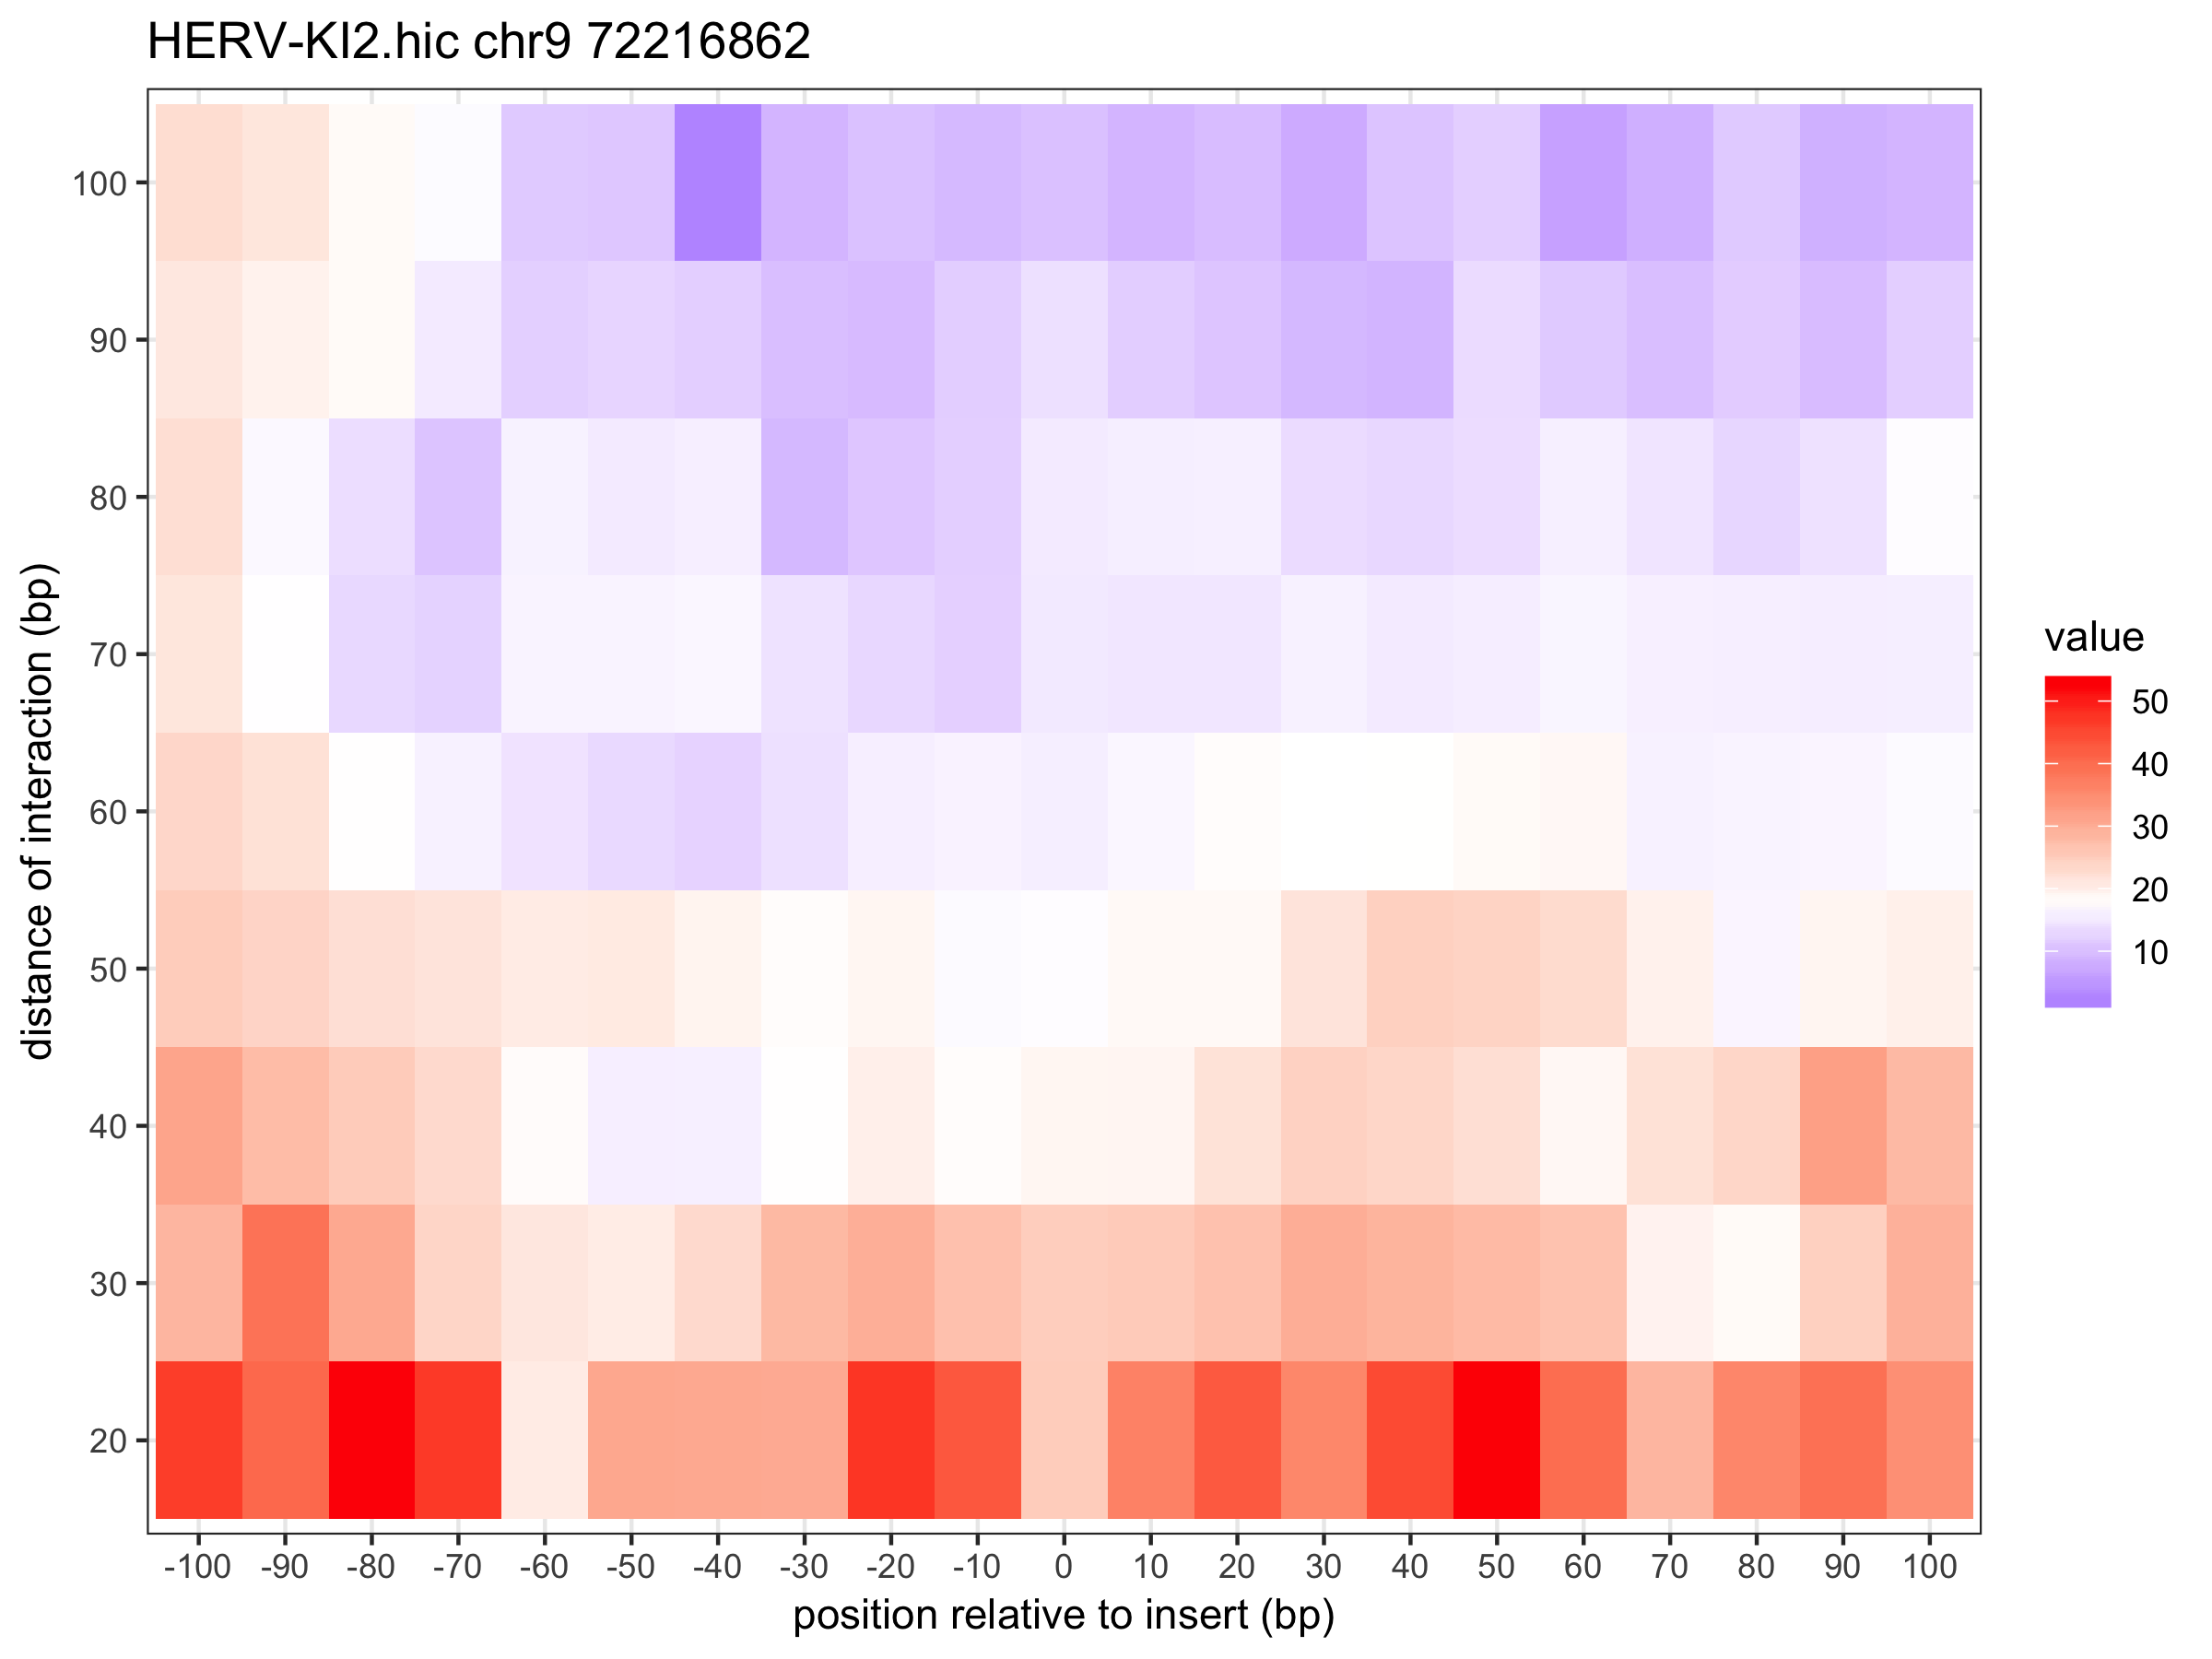 HERV-KI2.hic chr9 72216862
100
90
80
70
60
50
40
30
20
distance of interaction (bp)
-100 -90 -80 -70 -60 -50 -40 -30 -20 -10 0 10 20 30 40 50 60 70 80 90 100
position relative to insert (bp)
value
50
40
30
20
10